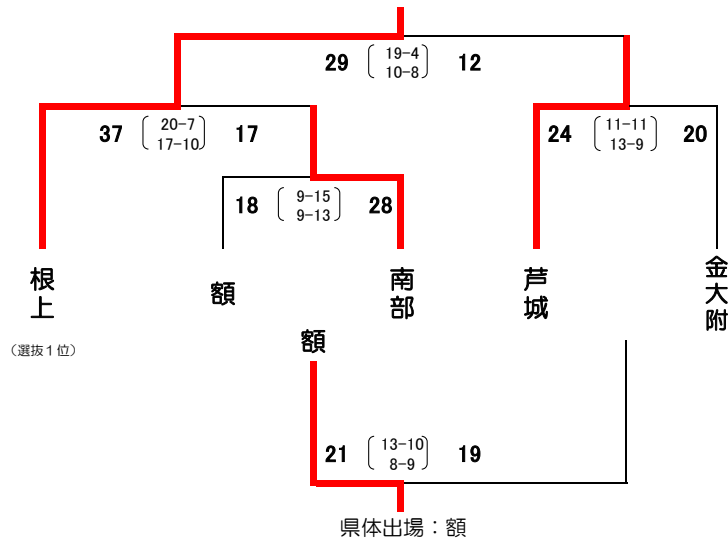 29 19-4 12
10-8
37 20-7 17
17-10
24 11-11 20
13-9
18 9-15 28
9-13
根上
額
南部
芦城
金大附
（選抜１位）
額
21 13-10 19
8-9
県体出場：額